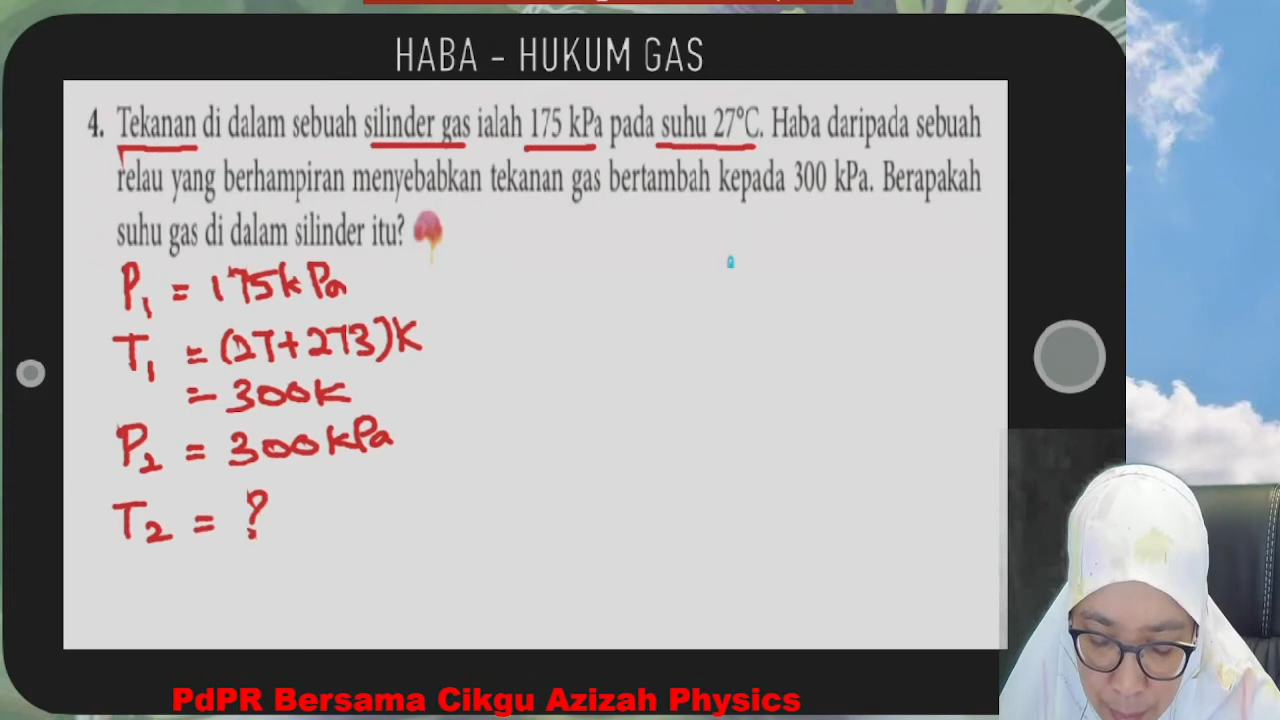 HABA - HUKUM GAS
4. Tekanan di dalam sebuah silinder gas ialah 175 kPa pada suhu 27°C. Haba daripada sebuah
relau yang berhampiran menyebabkan tekanan gas bertambah kepada 300 kPa. Berapakah
suhu gas di dalam silinder itu?
P₁ = 175kPa
T₁ = (27+273)K
= 300K
P₂ = 300kPa
T₂ = ?
PdPR Bersama Cikgu Azizah Physics